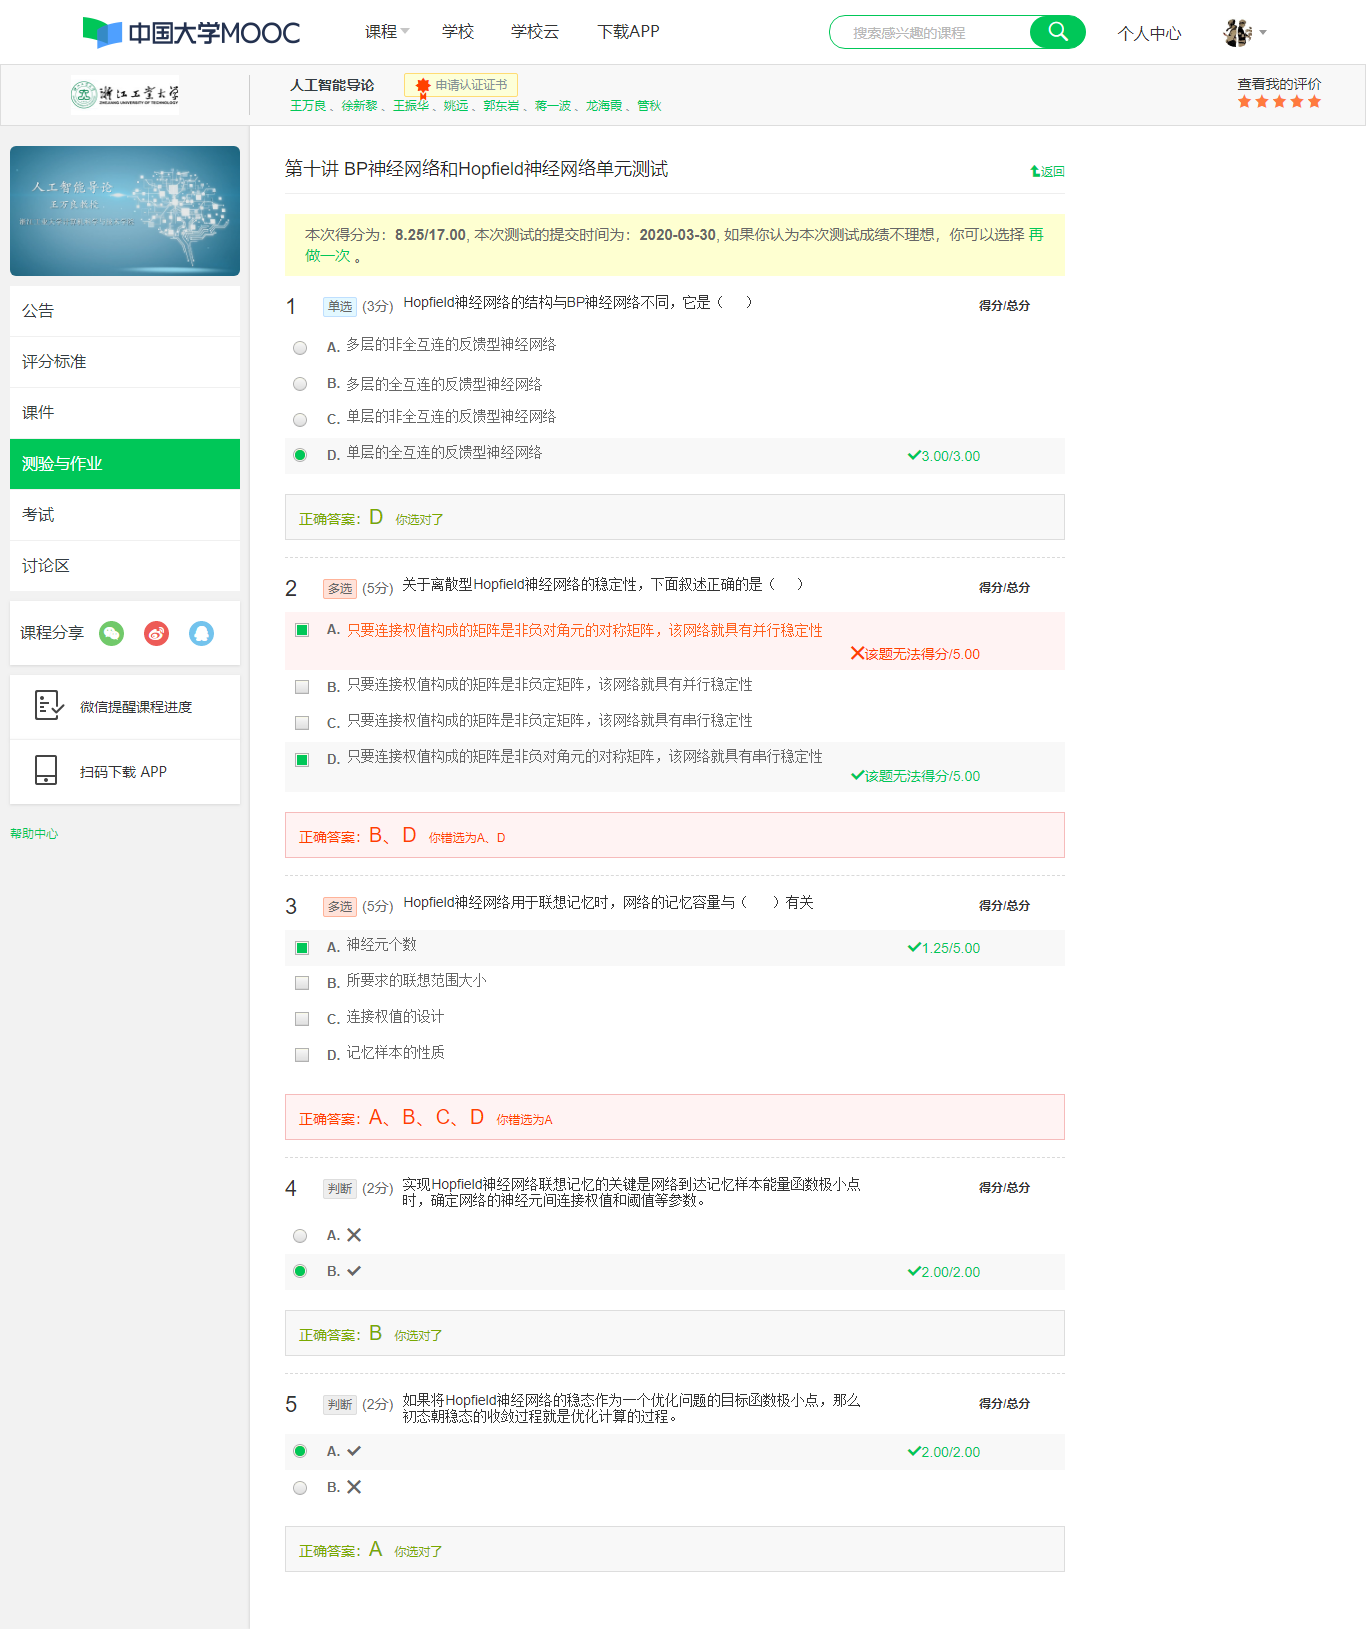 中国大学MOOC
课程
学校
学校云
下载APP
搜索感兴趣的课程
个人中心
浙江工业大学
ZHEJIANG UNIVERSITY OF TECHNOLOGY
人工智能导论
申请认证证书
王万良 、徐新黎 、王振华 、姚远 、郭东岩 、蒋一波 、龙海霞 、管秋
查看我的评价
人工智能导论
王万良教授
公告
评分标准
课件
测验与作业
考试
讨论区
课程分享
微信提醒课程进度
扫码下载 APP
帮助中心
第十讲 BP神经网络和Hopfield神经网络单元测试
返回
本次得分为：8.25/17.00, 本次测试的提交时间为：2020-03-30, 如果你认为本次测试成绩不理想，你可以选择 再
做一次 。
1 单选 (3分) Hopfield神经网络的结构与BP神经网络不同，它是（　　） 得分/总分
A. 多层的非全互连的反馈型神经网络
B. 多层的全互连的反馈型神经网络
C. 单层的非全互连的反馈型神经网络
D. 单层的全互连的反馈型神经网络
3.00/3.00
正确答案：D 你选对了
2 多选 (5分) 关于离散型Hopfield神经网络的稳定性，下面叙述正确的是（　　） 得分/总分
A. 只要连接权值构成的矩阵是非负对角元的对称矩阵，该网络就具有并行稳定性
该题无法得分/5.00
B. 只要连接权值构成的矩阵是非负定矩阵，该网络就具有并行稳定性
C. 只要连接权值构成的矩阵是非负定矩阵，该网络就具有串行稳定性
D. 只要连接权值构成的矩阵是非负对角元的对称矩阵，该网络就具有串行稳定性
该题无法得分/5.00
正确答案：B、D 你错选为A、D
3 多选 (5分) Hopfield神经网络用于联想记忆时，网络的记忆容量与（　　）有关 得分/总分
A. 神经元个数
1.25/5.00
B. 所要求的联想范围大小
C. 连接权值的设计
D. 记忆样本的性质
正确答案：A、B、C、D 你错选为A
4 判断 (2分) 实现Hopfield神经网络联想记忆的关键是网络到达记忆样本能量函数极小点 得分/总分
时，确定网络的神经元间连接权值和阈值等参数。
A.
B.
2.00/2.00
正确答案：B 你选对了
5 判断 (2分) 如果将Hopfield神经网络的稳态作为一个优化问题的目标函数极小点，那么 得分/总分
初态朝稳态的收敛过程就是优化计算的过程。
A.
2.00/2.00
B.
正确答案：A 你选对了